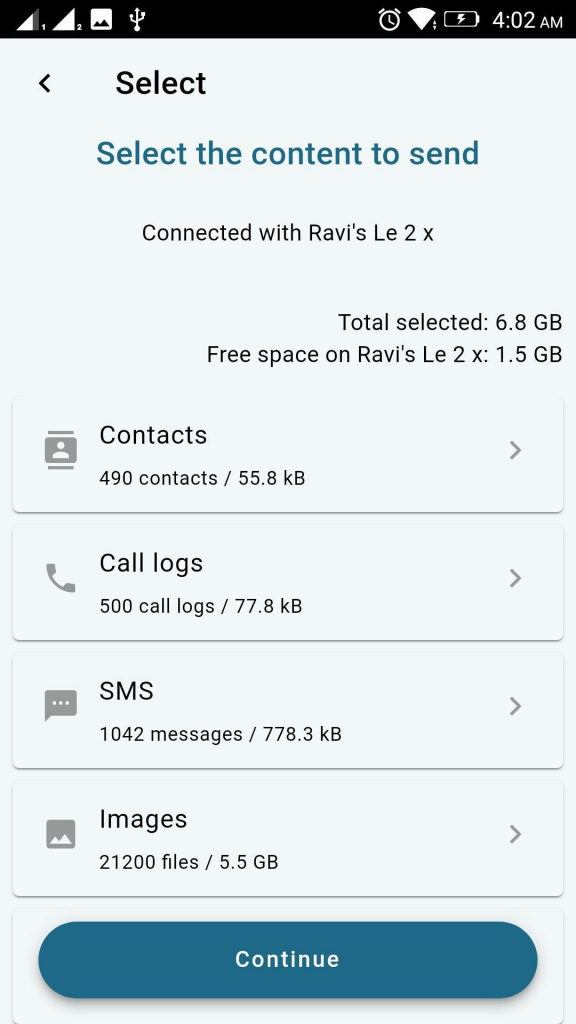 1
2
4:02 AM
Select
Select the content to send
Connected with Ravi's Le 2 x
Total selected: 6.8 GB
Free space on Ravi's Le 2 x: 1.5 GB
Contacts
490 contacts / 55.8 kB
Call logs
500 call logs / 77.8 kB
SMS
1042 messages / 778.3 kB
Images
21200 files / 5.5 GB
Continue